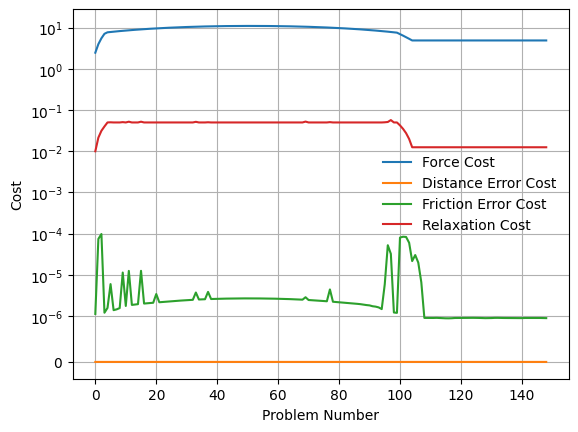 10¹
10⁰
10⁻¹
10⁻²
10⁻³
10⁻⁴
10⁻⁵
10⁻⁶
0
Cost
Force Cost
Distance Error Cost
Friction Error Cost
Relaxation Cost
0 20 40 60 80 100 120 140
Problem Number